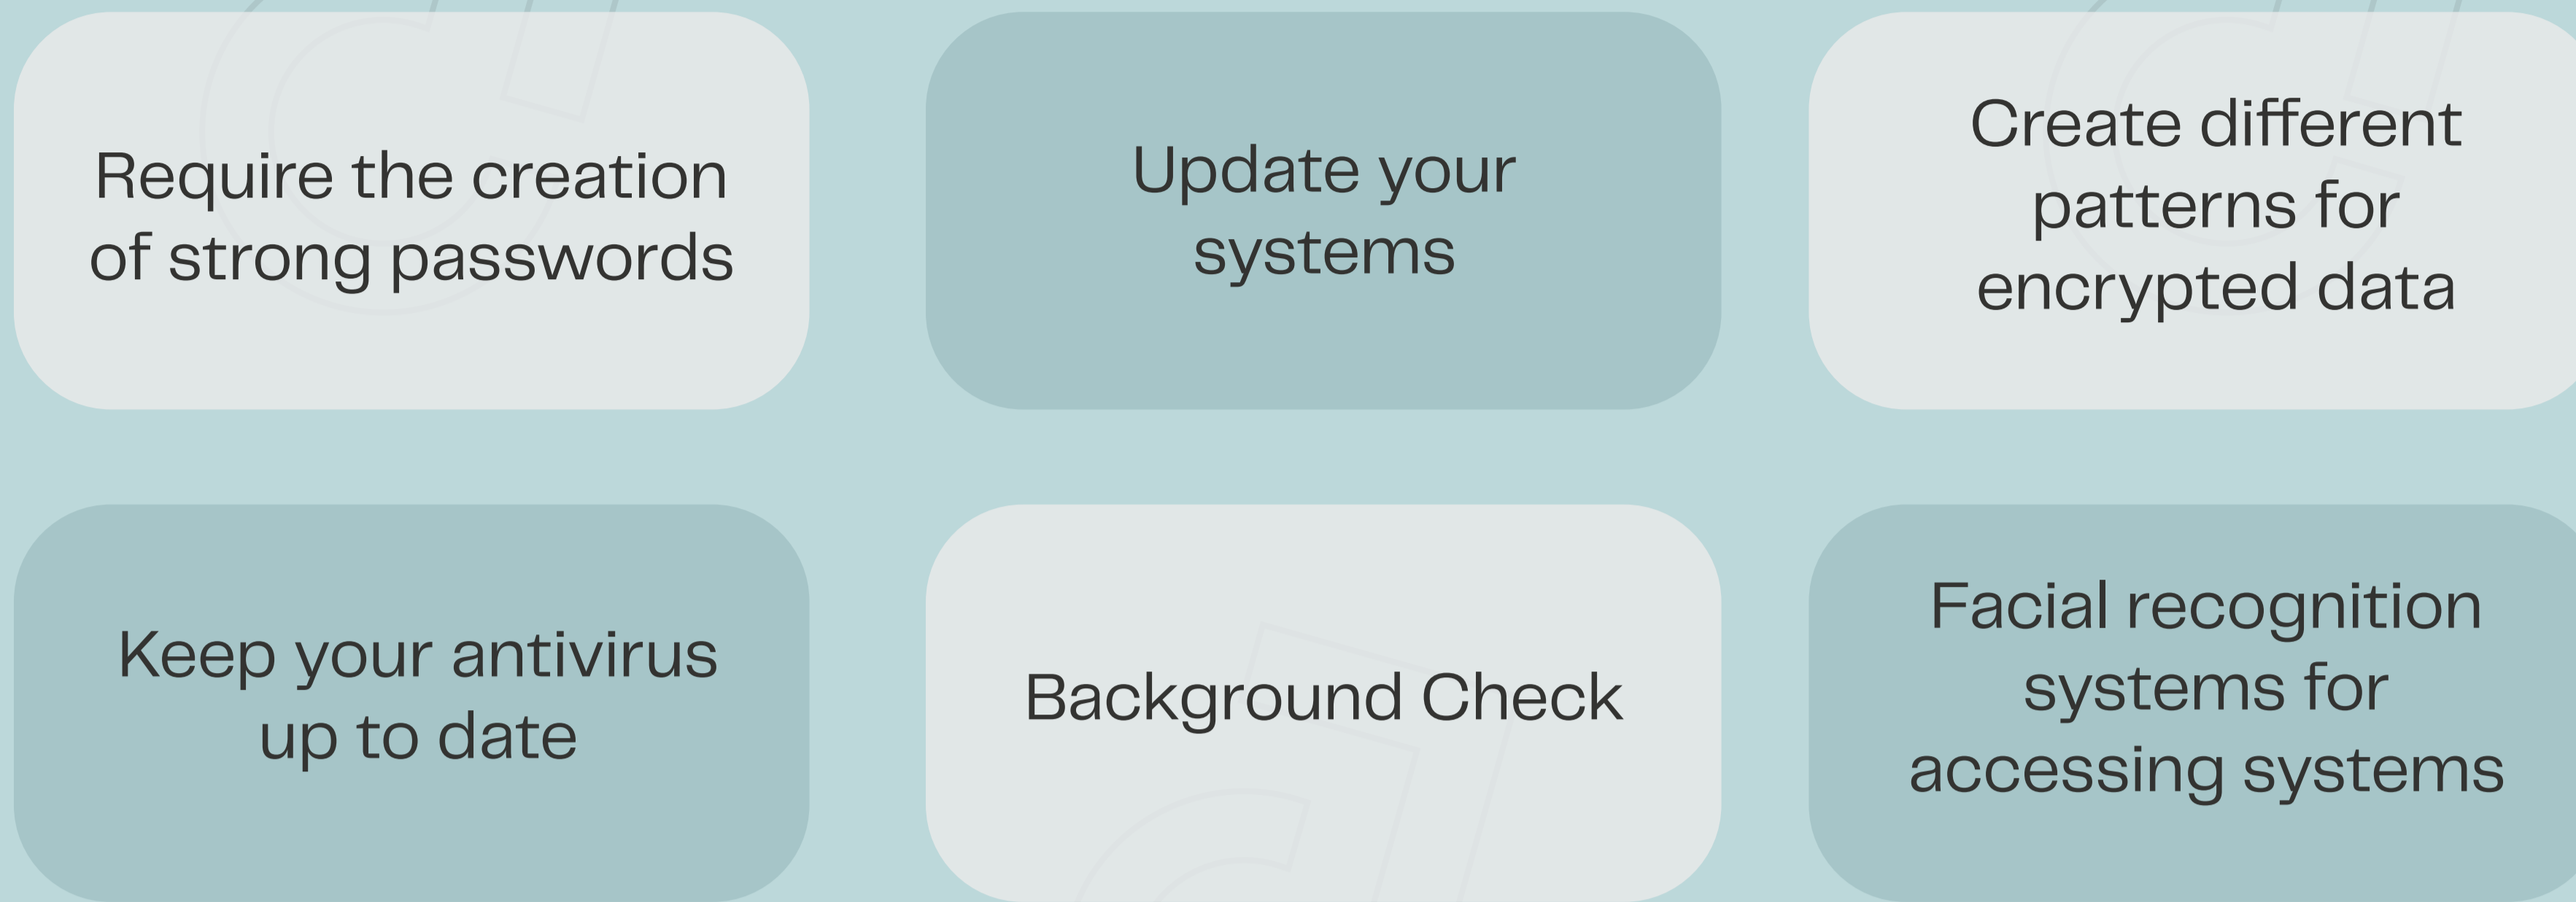 Require the creation
of strong passwords
Update your
systems
Create different
patterns for
encrypted data
Keep your antivirus
up to date
Background Check
Facial recognition
systems for
accessing systems